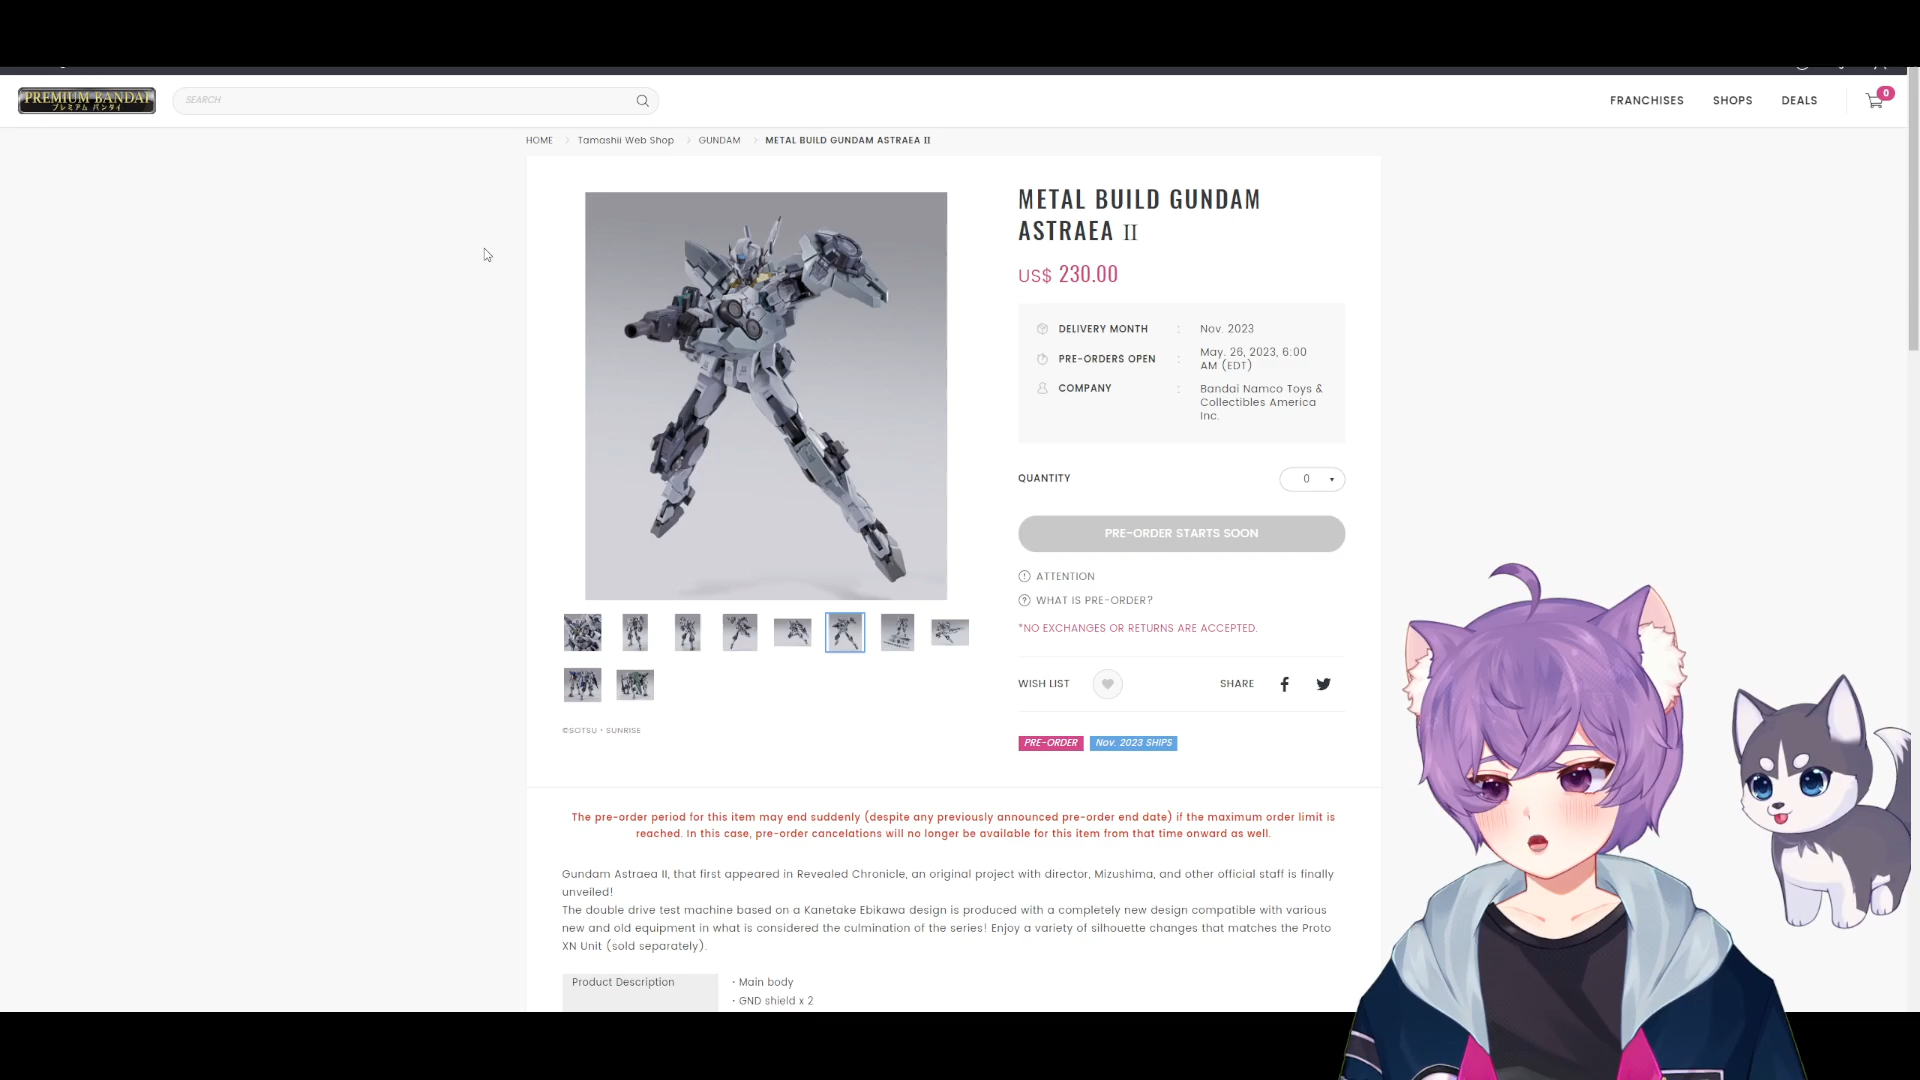 PREMIUM BANDAI
プレミアム バンダイ
SEARCH
FRANCHISES
SHOPS
DEALS
0
HOME
Tamashii Web Shop
GUNDAM
METAL BUILD GUNDAM ASTRAEA II
METAL BUILD GUNDAM
ASTRAEA II
US$ 230.00
DELIVERY MONTH : Nov. 2023
PRE-ORDERS OPEN : May. 26, 2023, 6:00
AM (EDT)
COMPANY : Bandai Namco Toys &
Collectibles America
Inc.
QUANTITY
0
PRE-ORDER STARTS SOON
ATTENTION
WHAT IS PRE-ORDER?
*NO EXCHANGES OR RETURNS ARE ACCEPTED.
WISH LIST
SHARE
PRE-ORDER
Nov. 2023 SHIPS
©SOTSU・SUNRISE
The pre-order period for this item may end suddenly (despite any previously announced pre-order end date) if the maximum order limit is
reached. In this case, pre-order cancelations will no longer be available for this item from that time onward as well.
Gundam Astraea II, that first appeared in Revealed Chronicle, an original project with director, Mizushima, and other official staff is finally
unveiled!
The double drive test machine based on a Kanetake Ebikawa design is produced with a completely new design compatible with various
new and old equipment in what is considered the culmination of the series! Enjoy a variety of silhouette changes that matches the Proto
XN Unit (sold separately).
Product Description
・Main body
・GND shield x 2